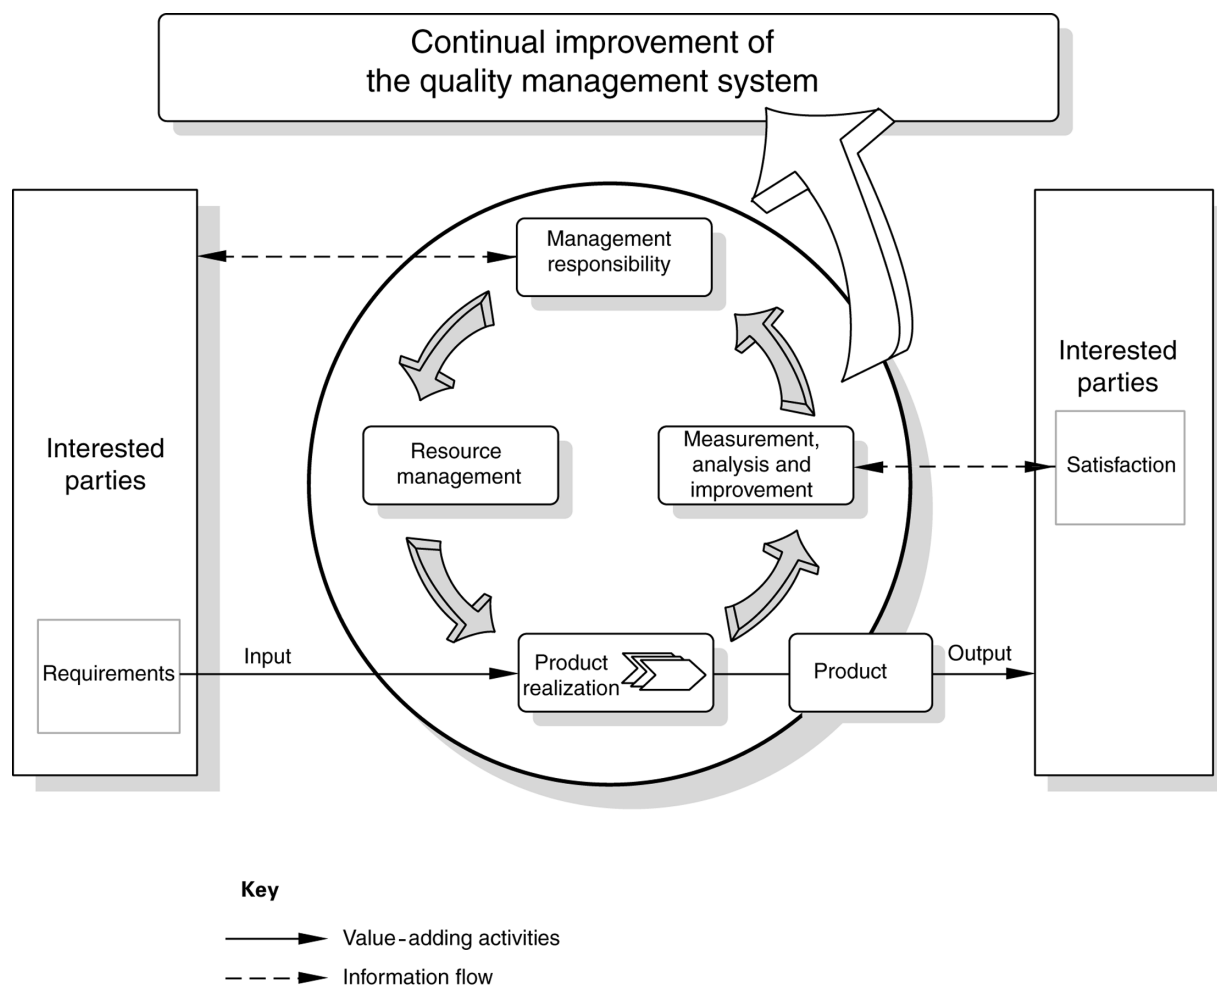 Continual improvement of
the quality management system
Management
responsibility
Interested
parties
Interested
parties
Resource
management
Measurement,
analysis and
improvement
Satisfaction
Requirements
Input
Product
realization
Product
Output
Key
Value-adding activities
Information flow